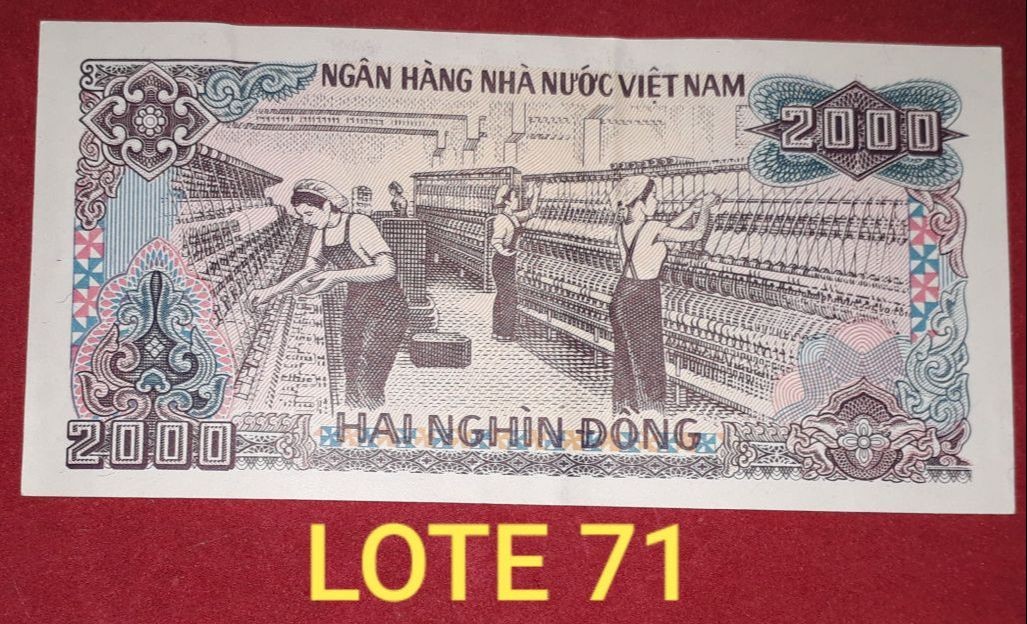 NGÂN HÀNG NHÀ NƯỚC VIỆT NAM
2000
2000
HAI NGHÌN ĐỒNG
LOTE 71